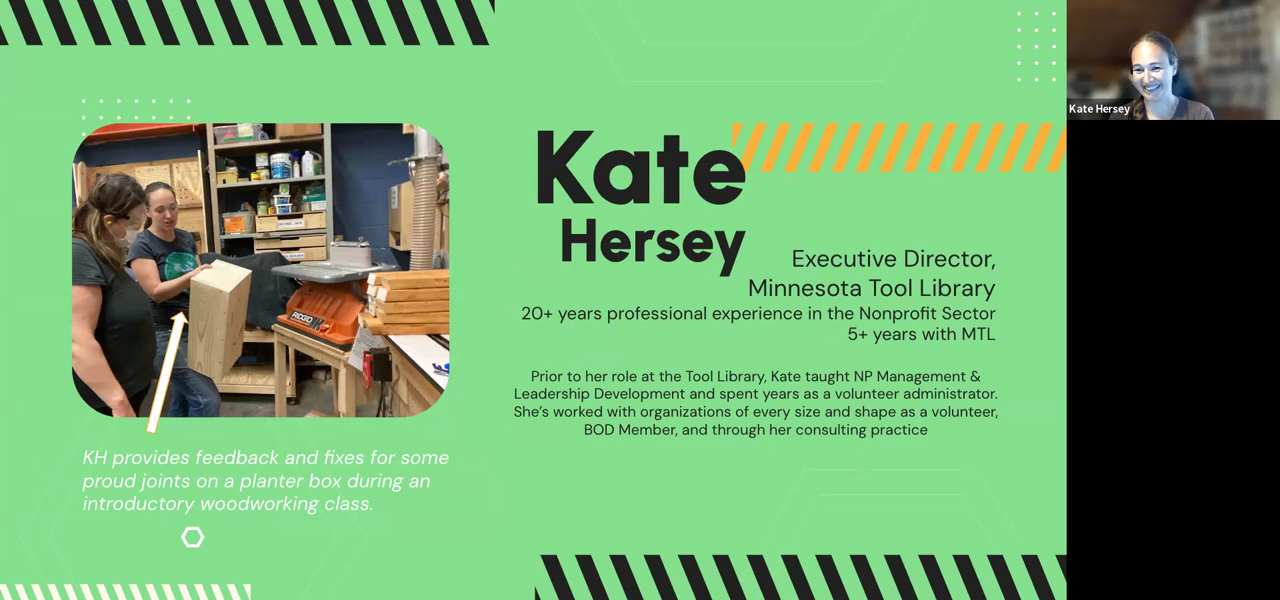 Kate
Hersey
Executive Director,
Minnesota Tool Library
20+ years professional experience in the Nonprofit Sector
5+ years with MTL
Prior to her role at the Tool Library, Kate taught NP Management &
Leadership Development and spent years as a volunteer administrator.
She's worked with organizations of every size and shape as a volunteer,
BOD Member, and through her consulting practice
KH provides feedback and fixes for some
proud joints on a planter box during an
introductory woodworking class.
RIDGID
Kate Hersey